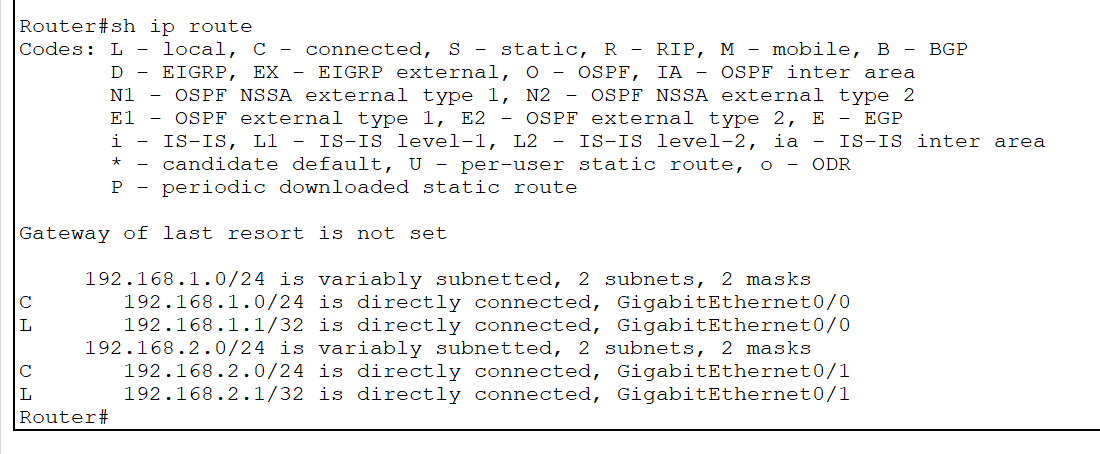 Router#sh ip route
Codes: L - local, C - connected, S - static, R - RIP, M - mobile, B - BGP
       D - EIGRP, EX - EIGRP external, O - OSPF, IA - OSPF inter area
       N1 - OSPF NSSA external type 1, N2 - OSPF NSSA external type 2
       E1 - OSPF external type 1, E2 - OSPF external type 2, E - EGP
       i - IS-IS, L1 - IS-IS level-1, L2 - IS-IS level-2, ia - IS-IS inter area
       * - candidate default, U - per-user static route, o - ODR
       P - periodic downloaded static route
Gateway of last resort is not set
     192.168.1.0/24 is variably subnetted, 2 subnets, 2 masks
C       192.168.1.0/24 is directly connected, GigabitEthernet0/0
L       192.168.1.1/32 is directly connected, GigabitEthernet0/0
     192.168.2.0/24 is variably subnetted, 2 subnets, 2 masks
C       192.168.2.0/24 is directly connected, GigabitEthernet0/1
L       192.168.2.1/32 is directly connected, GigabitEthernet0/1
Router#